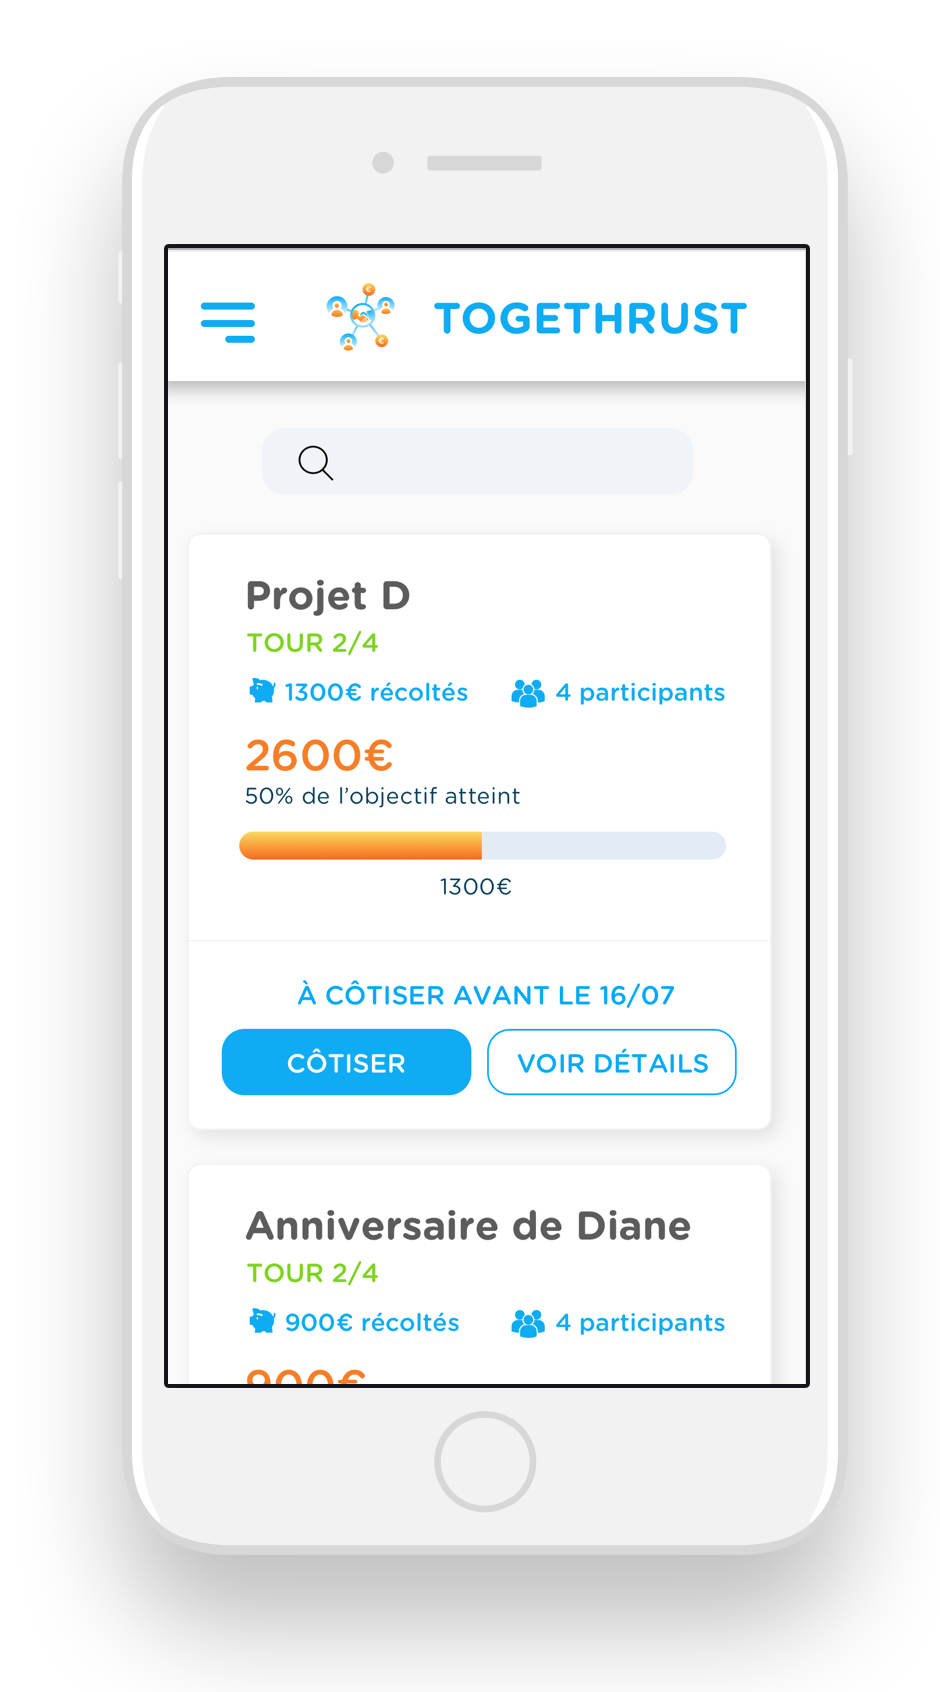 TOGETHRUST
Projet D
TOUR 2/4
1300€ récoltés 4 participants
2600€
50% de l'objectif atteint
1300€
À CÔTISER AVANT LE 16/07
CÔTISER VOIR DÉTAILS
Anniversaire de Diane
TOUR 2/4
900€ récoltés 4 participants
900€